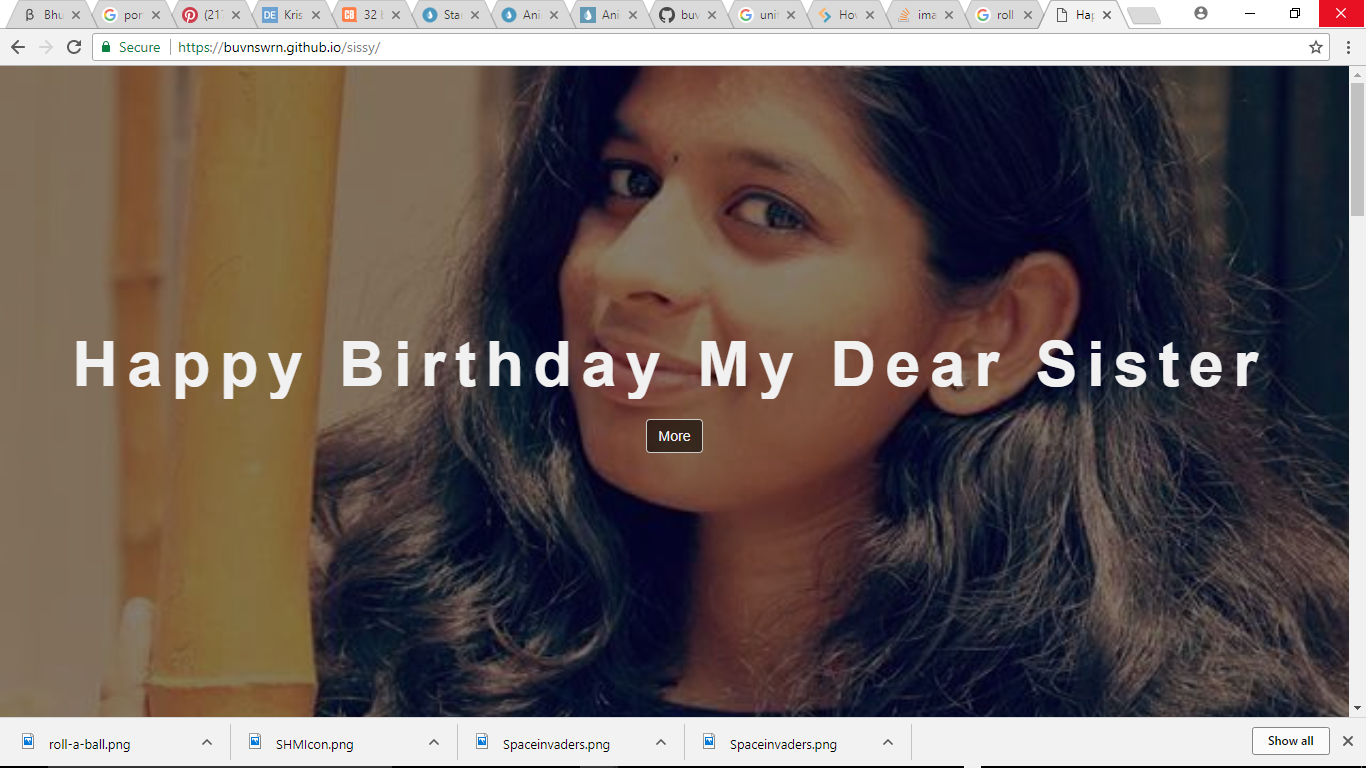 Bhu
por
(21
Kris
32
Sta
Ani
Ani
buv
unit
Hov
ima
roll
Hap
Secure
https://buvnswrn.github.io/sissy/
Happy Birthday My Dear Sister
More
roll-a-ball.png
SHMIcon.png
Spaceinvaders.png
Spaceinvaders.png
Show all